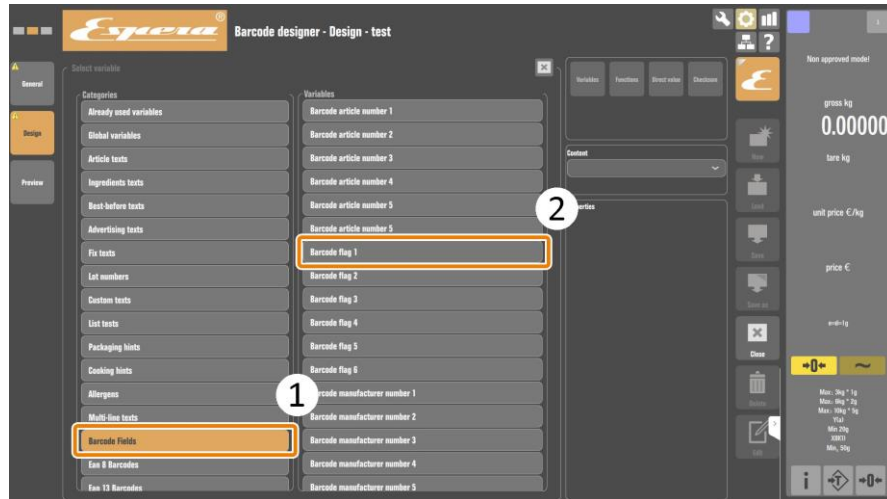 Espera®
Barcode designer - Design - test
General
Design
Preview
Select variable
Categories
Already used variables
Global variables
Article texts
Ingredients texts
Best-before texts
Advertising texts
Fix texts
Lot numbers
Custom texts
List tests
Packaging hints
Cooking hints
Allergens
Multi-line texts
1
Barcode Fields
Ean 8 Barcodes
Ean 13 Barcodes
Variables
Barcode article number 1
Barcode article number 2
Barcode article number 3
Barcode article number 4
Barcode article number 5
Barcode article number 5
2
Barcode flag 1
Barcode flag 2
Barcode flag 3
Barcode flag 4
Barcode flag 5
Barcode flag 6
rcode manufacturer number 1
Barcode manufacturer number 2
Barcode manufacturer number 3
Barcode manufacturer number 4
Barcode manufacturer number 5
Variables Functions Direct value Checksum
Content
erties
?
E
New
Load
Save
Save as
Close
Delete
Edit
i
Non approved model
gross kg
0.00000
tare kg
unit price €/kg
price €
e=d=1g
→0←
~
Max: 3kg * 1g
Max: 6kg * 2g
Max: 10kg * 5g
Min 20g
Min, 50g
i T →0←